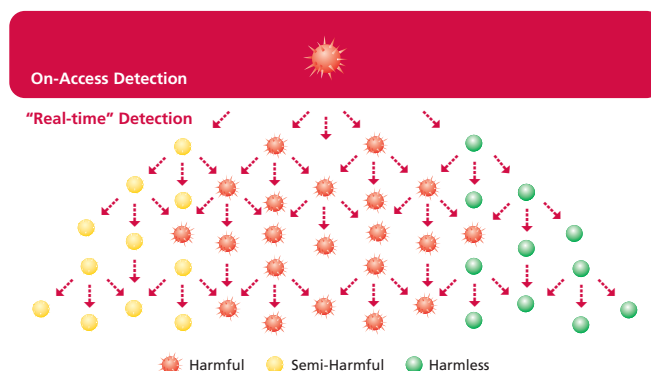 On-Access Detection
“Real-time” Detection
Harmful Semi-Harmful Harmless